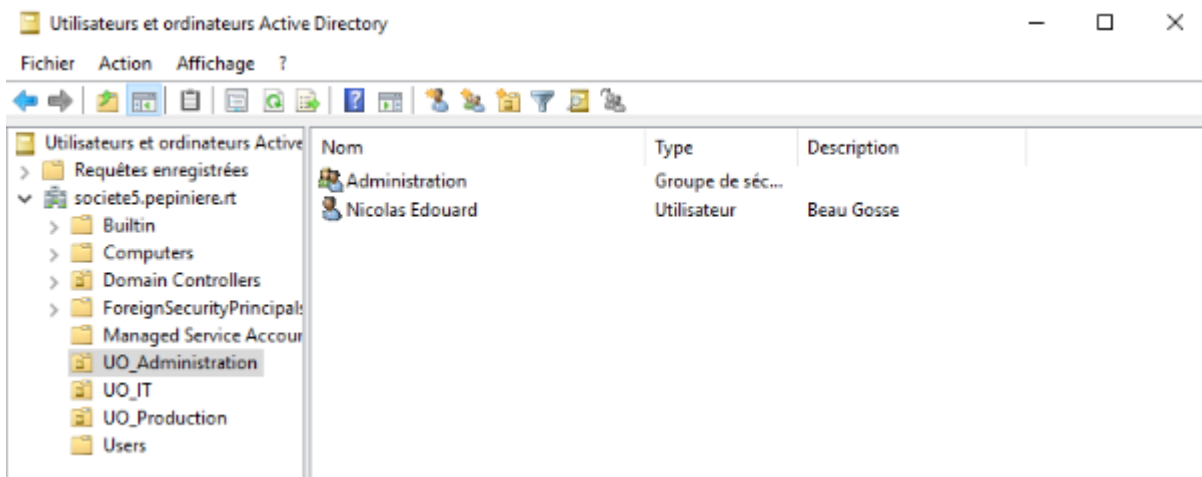 Utilisateurs et ordinateurs Active Directory
Fichier Action Affichage ?
Utilisateurs et ordinateurs Active
Requêtes enregistrées
societe5.pepiniere.rt
Builtin
Computers
Domain Controllers
ForeignSecurityPrincipals
Managed Service Accour
UO_Administration
UO_IT
UO_Production
Users
Nom Type Description
Administration Groupe de séc...
Nicolas Edouard Utilisateur Beau Gosse